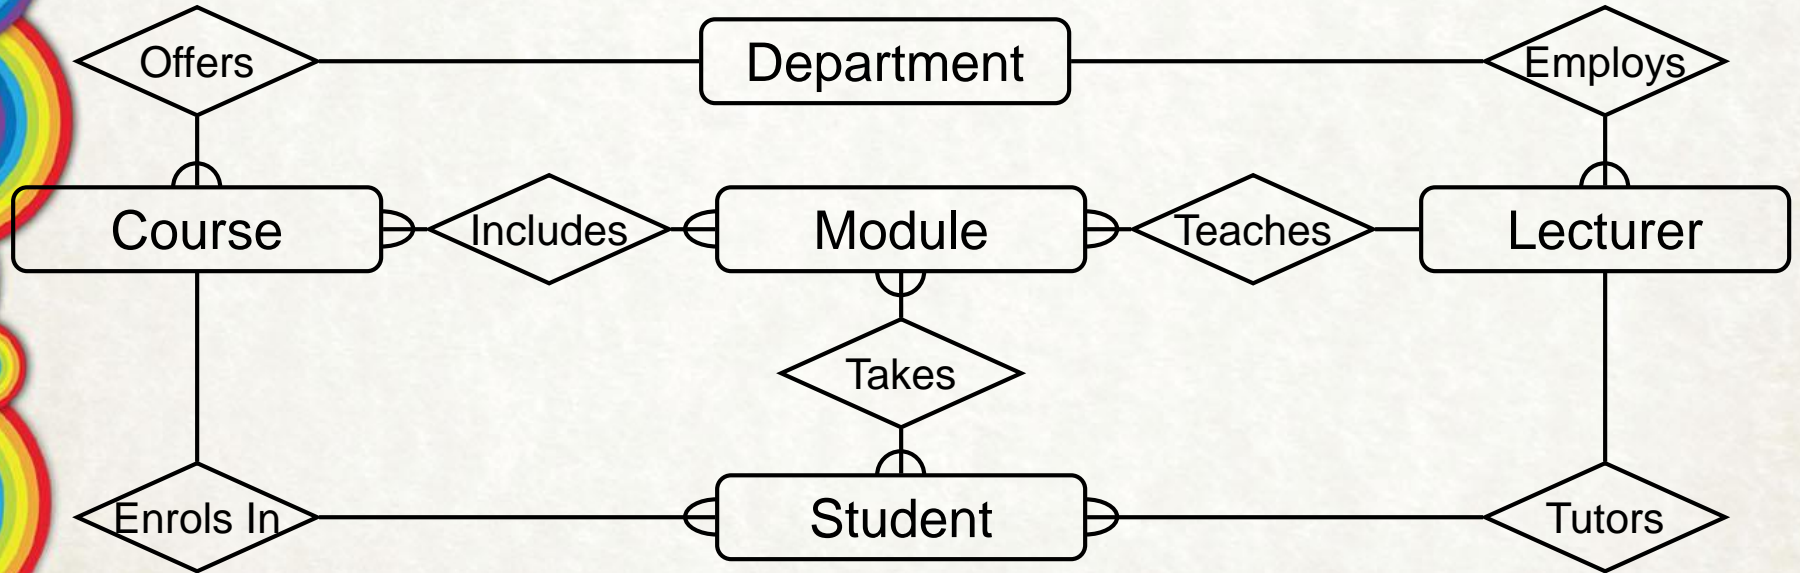 Offers
Department
Employs
Course
Includes
Module
Teaches
Lecturer
Takes
Enrols In
Student
Tutors